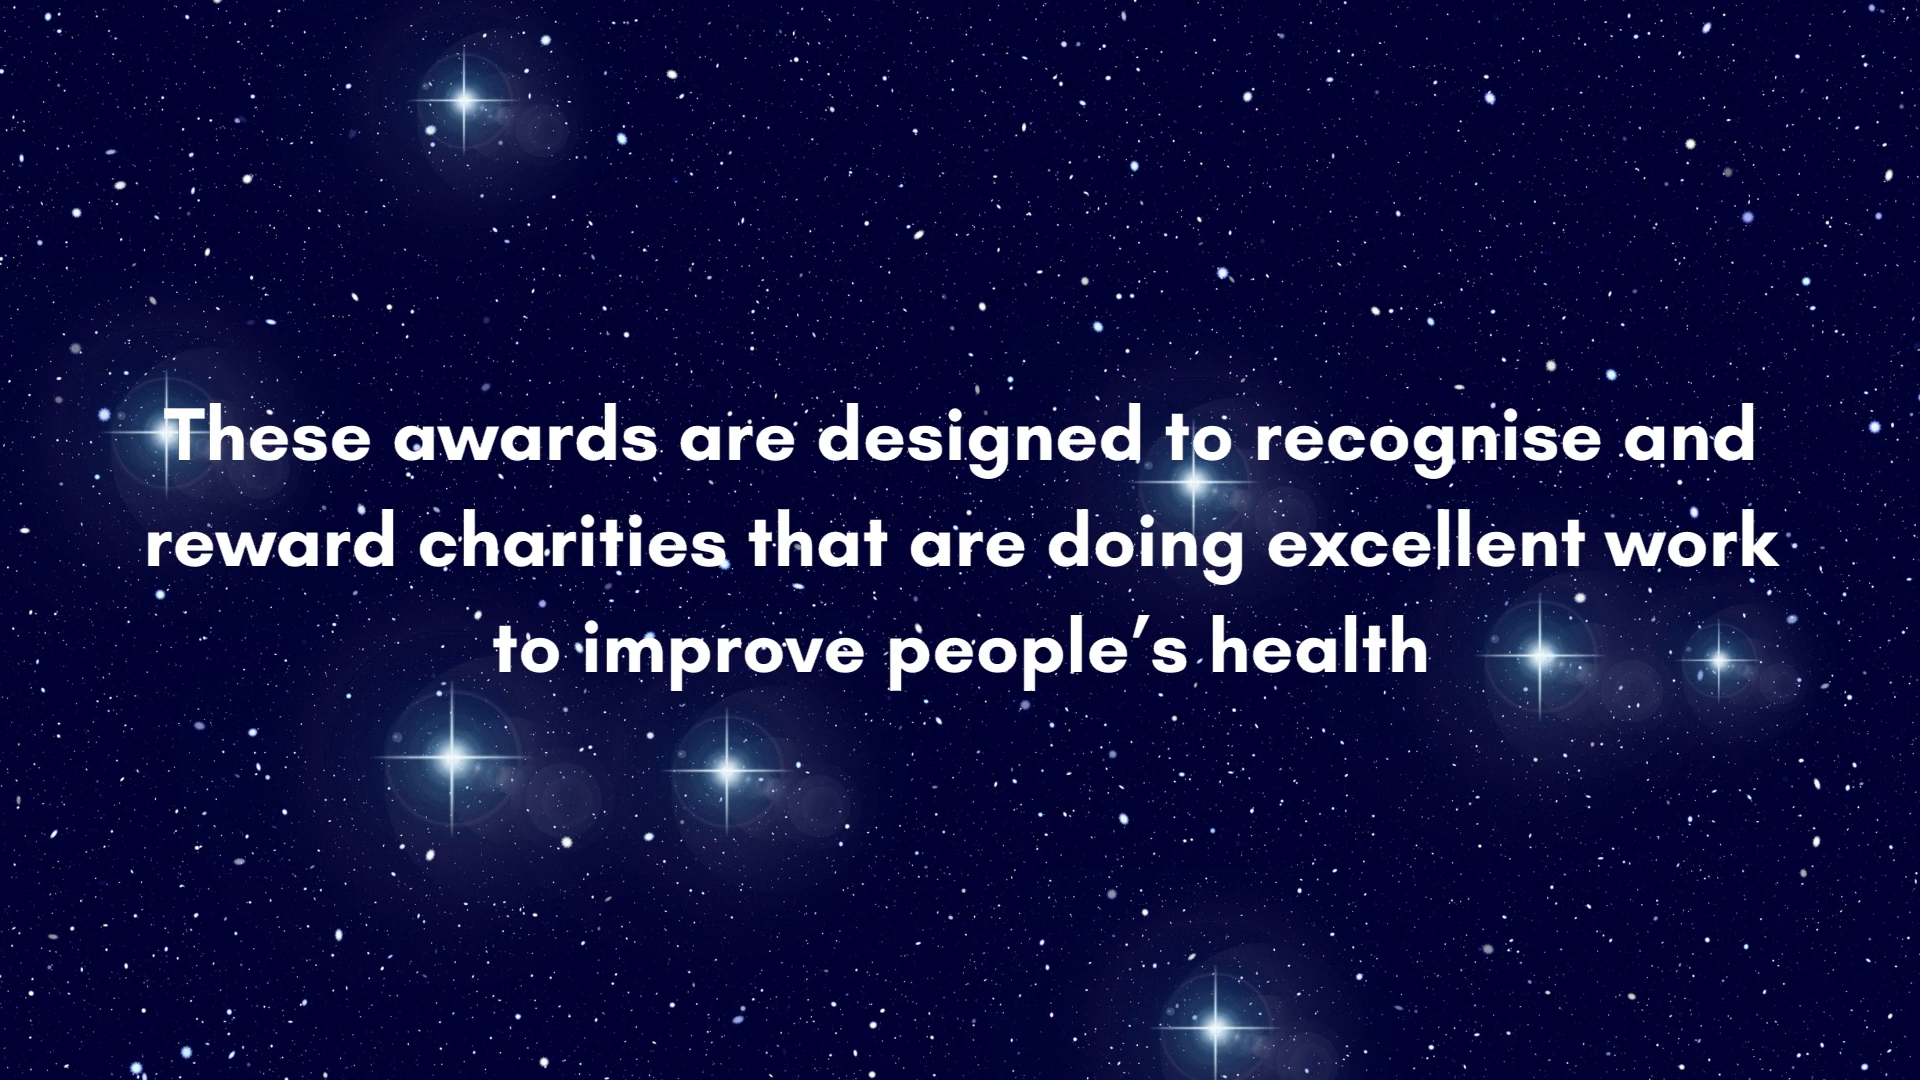 These awards are designed to recognise and
reward charities that are doing excellent work
to improve people’s health